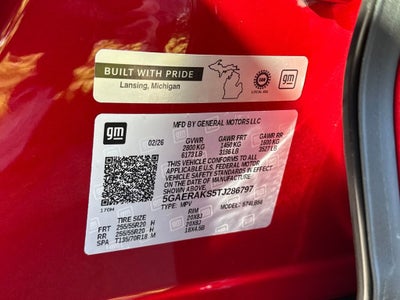 BUILT WITH PRIDE
Lansing, Michigan
gm
LOCAL 602
gm
MFD BY GENERAL MOTORS LLC
02/26
GVWR GAWR FRT GAWR RR
2800 KG 1450 KG 1600 KG
6173 LB 3196 LB 3527 LB
THIS VEHICLE CONFORMS TO ALL
APPLICABLE U.S. FEDERAL MOTOR
VEHICLE SAFETY STANDARDS IN EFFECT
ON THE DATE OF MANUFACTURE
SHOWN ABOVE.
5GAERAKS5TJ286797
TYPE: MPV MODEL:
170H
TIRE SIZE RIM
FRT 255/55R20 H 20X8J
RR 255/55R20 H 20X8J
SPA T135/70R18 M 18X4.5B